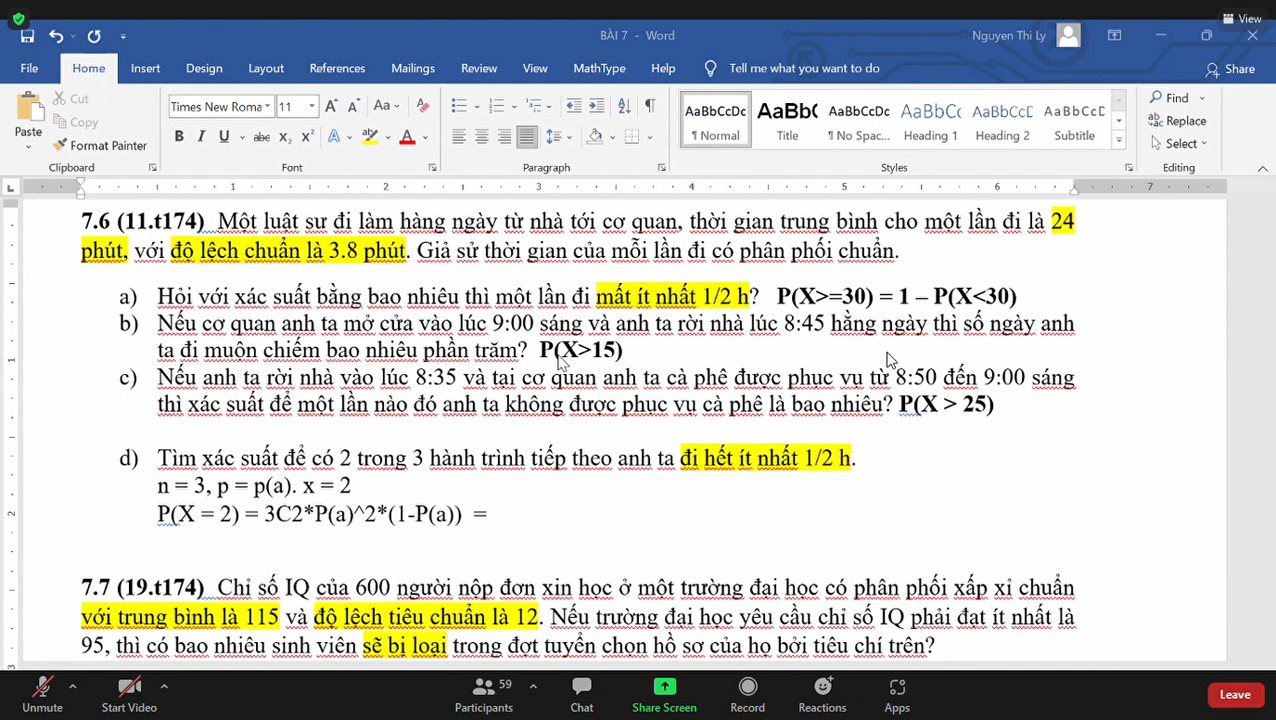 View
BÀI 7 - Word
Nguyen Thi Ly
File Home Insert Design Layout References Mailings Review View MathType Help Tell me what you want to do Share
Paste
Cut
Copy
Format Painter
Times New Roma 11
AaBbCcDc AaBb( AaBbCcDc AaBbCcD AaBbCcD AaBbCcD
¶ Normal Title ¶ No Spac... Heading 1 Heading 2 Subtitle
Find
Replace
Select
Clipboard Font Paragraph Styles Editing
1 2 3 4 5 6 7
7.6 (11.t174) Một luật sư đi làm hàng ngày từ nhà tới cơ quan, thời gian trung bình cho một lần đi là 24
phút, với độ lệch chuẩn là 3.8 phút. Giả sử thời gian của mỗi lần đi có phân phối chuẩn.
a) Hỏi với xác suất bằng bao nhiêu thì một lần đi mất ít nhất 1/2 h? P(X>=30) = 1 – P(X<30)
b) Nếu cơ quan anh ta mở cửa vào lúc 9:00 sáng và anh ta rời nhà lúc 8:45 hằng ngày thì số ngày anh
ta đi muộn chiếm bao nhiêu phần trăm? P(X>15)
c) Nếu anh ta rời nhà vào lúc 8:35 và tại cơ quan anh ta cà phê được phục vụ từ 8:50 đến 9:00 sáng
thì xác suất để một lần nào đó anh ta không được phục vụ cà phê là bao nhiêu? P(X > 25)
d) Tìm xác suất để có 2 trong 3 hành trình tiếp theo anh ta đi hết ít nhất 1/2 h.
n = 3, p = p(a). x = 2
P(X = 2) = 3C2*P(a)^2*(1-P(a)) =
7.7 (19.t174) Chỉ số IQ của 600 người nộp đơn xin học ở một trường đại học có phân phối xấp xỉ chuẩn
với trung bình là 115 và độ lệch tiêu chuẩn là 12. Nếu trường đại học yêu cầu chỉ số IQ phải đạt ít nhất là
95, thì có bao nhiêu sinh viên sẽ bị loại trong đợt tuyển chọn hồ sơ của họ bởi tiêu chí trên?
Unmute Start Video 59 Participants Chat Share Screen Record Reactions Apps Leave